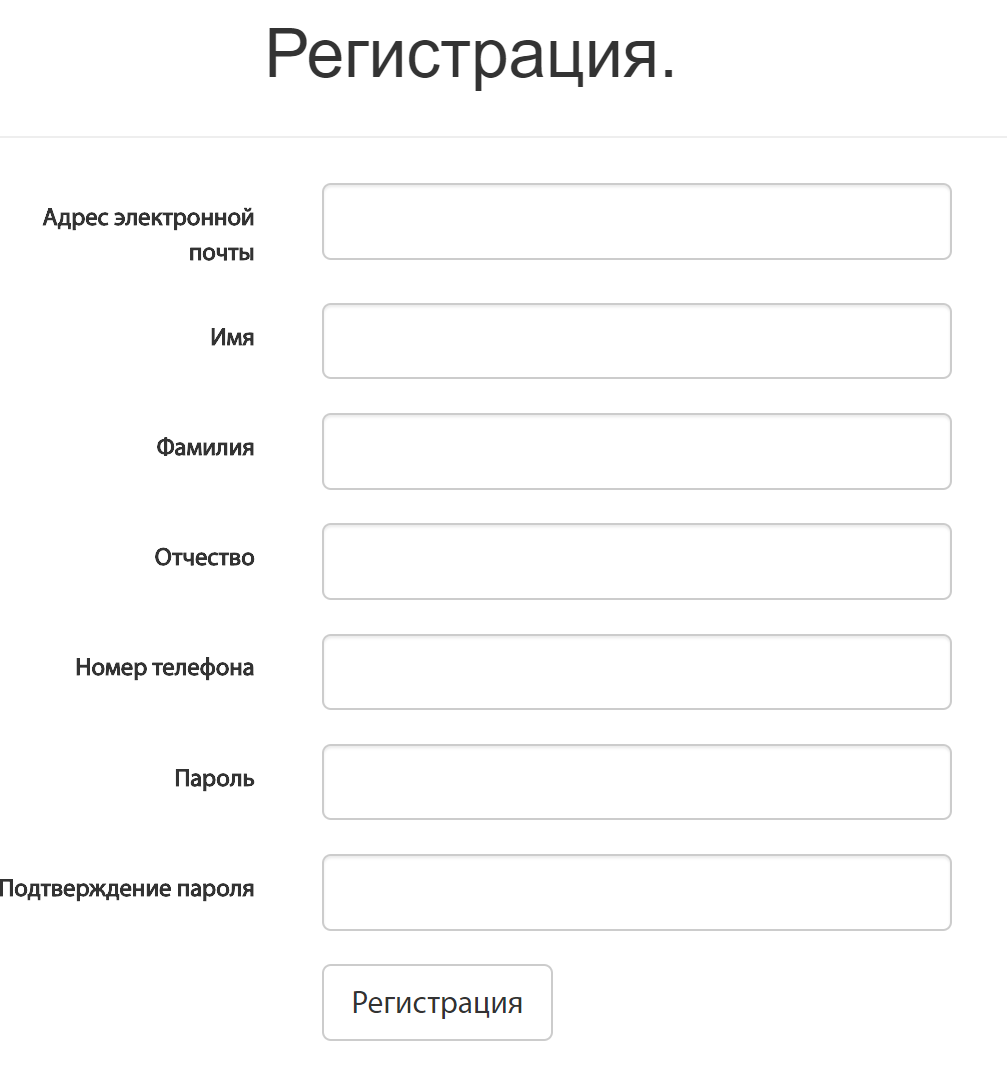 Регистрация.
Адрес электронной
почты
Имя
Фамилия
Отчество
Номер телефона
Пароль
Подтверждение пароля
Регистрация